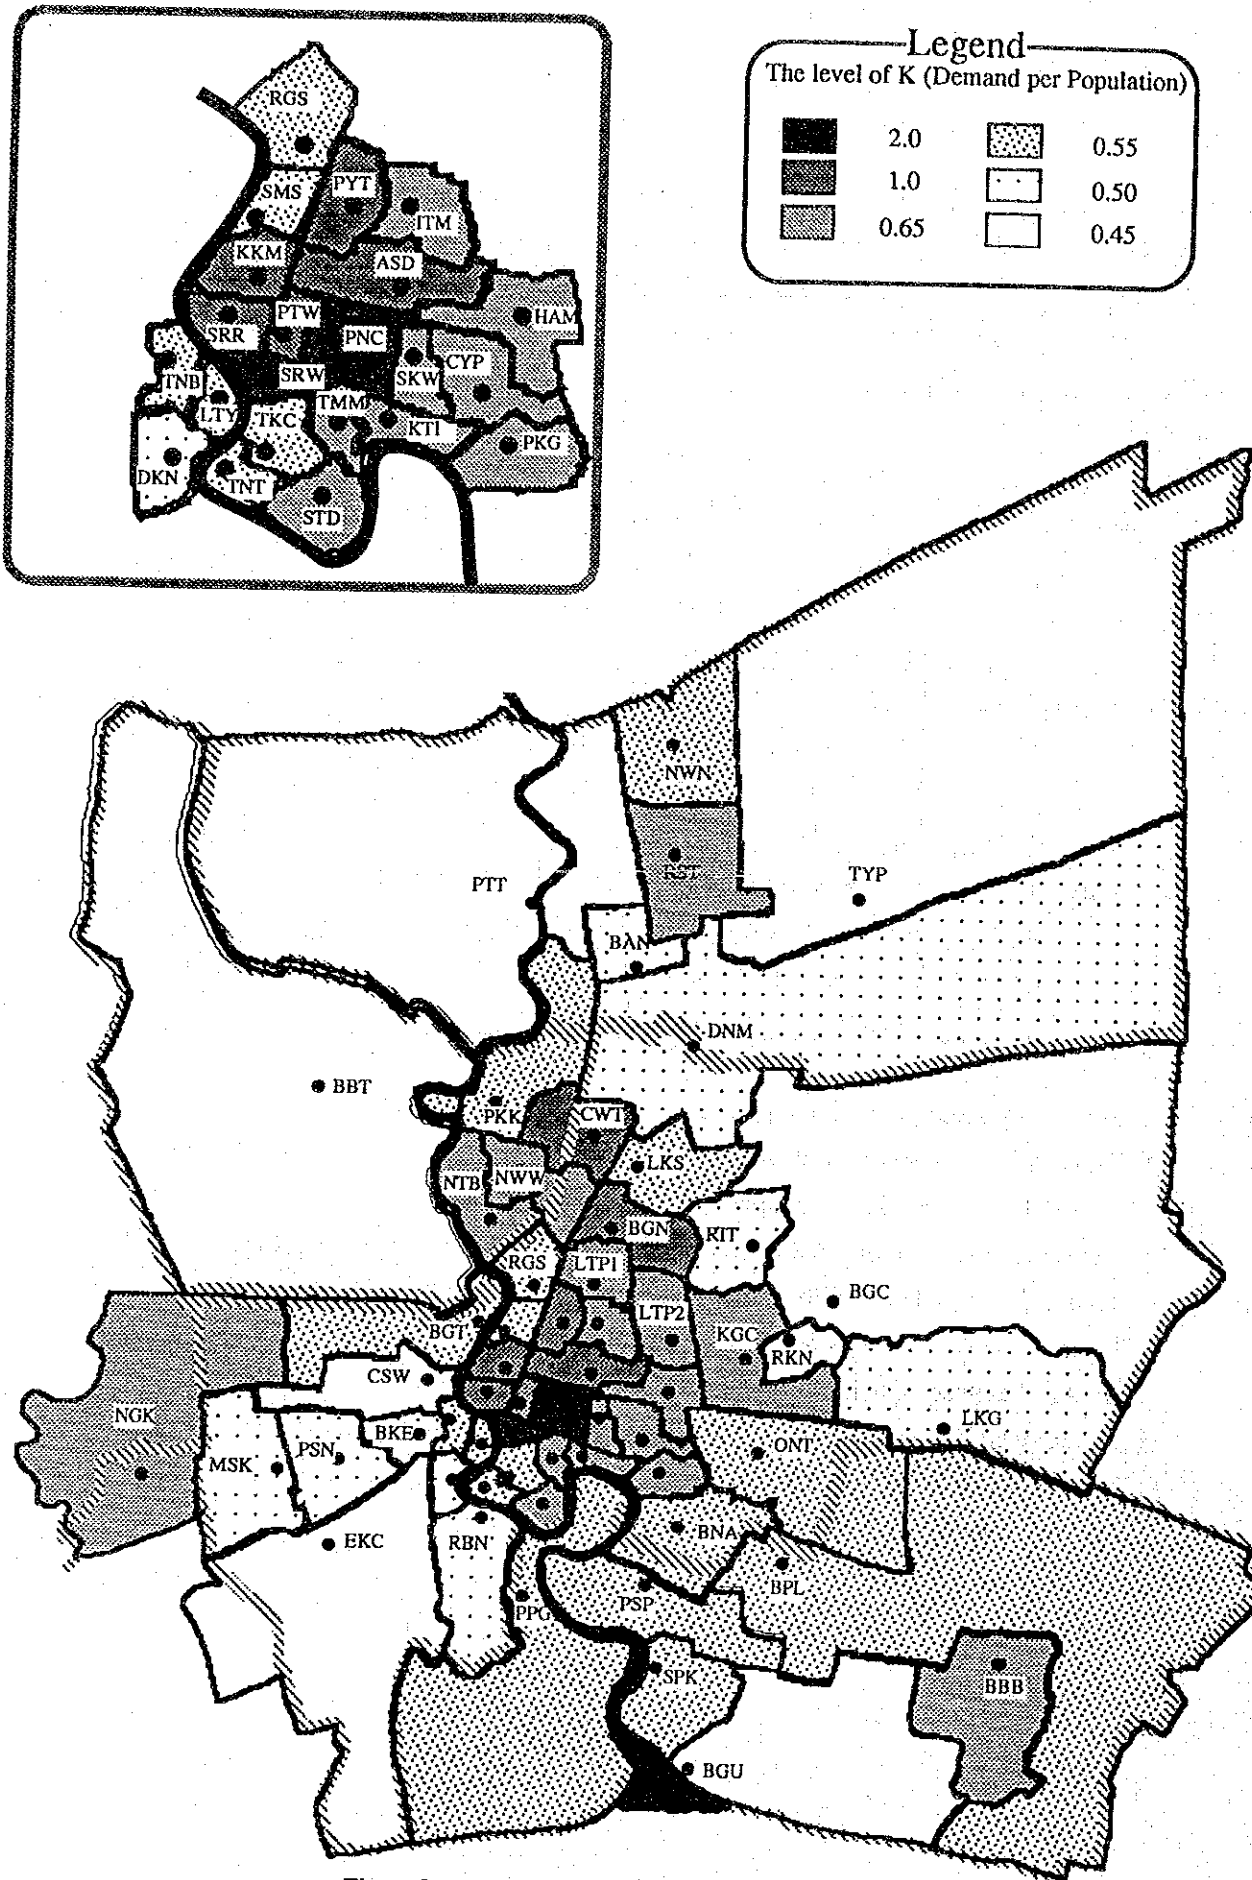 Legend
The level of K (Demand per Population)
2.0
0.55
1.0
0.50
0.65
0.45
RGS
SMS
PYT
ITM
KKM
ASD
SRR
PTW
PNC
HAM
TNB
SRW
SKW
CYP
LTY
TKC
TMM
KTI
PKG
DKN
TNT
STD
NWN
RST
PTT
TYP
BAN
DNM
BBT
PKK
CWT
LKS
NTB
NWW
BGN
RIT
RGS
LTP1
BGC
BGT
LTP2
KGC
RKN
CSW
NGK
BKE
LKG
MSK
PSN
ONT
EKC
RBN
BNA
BPL
PPG
PSP
SPK
BBB
BGU